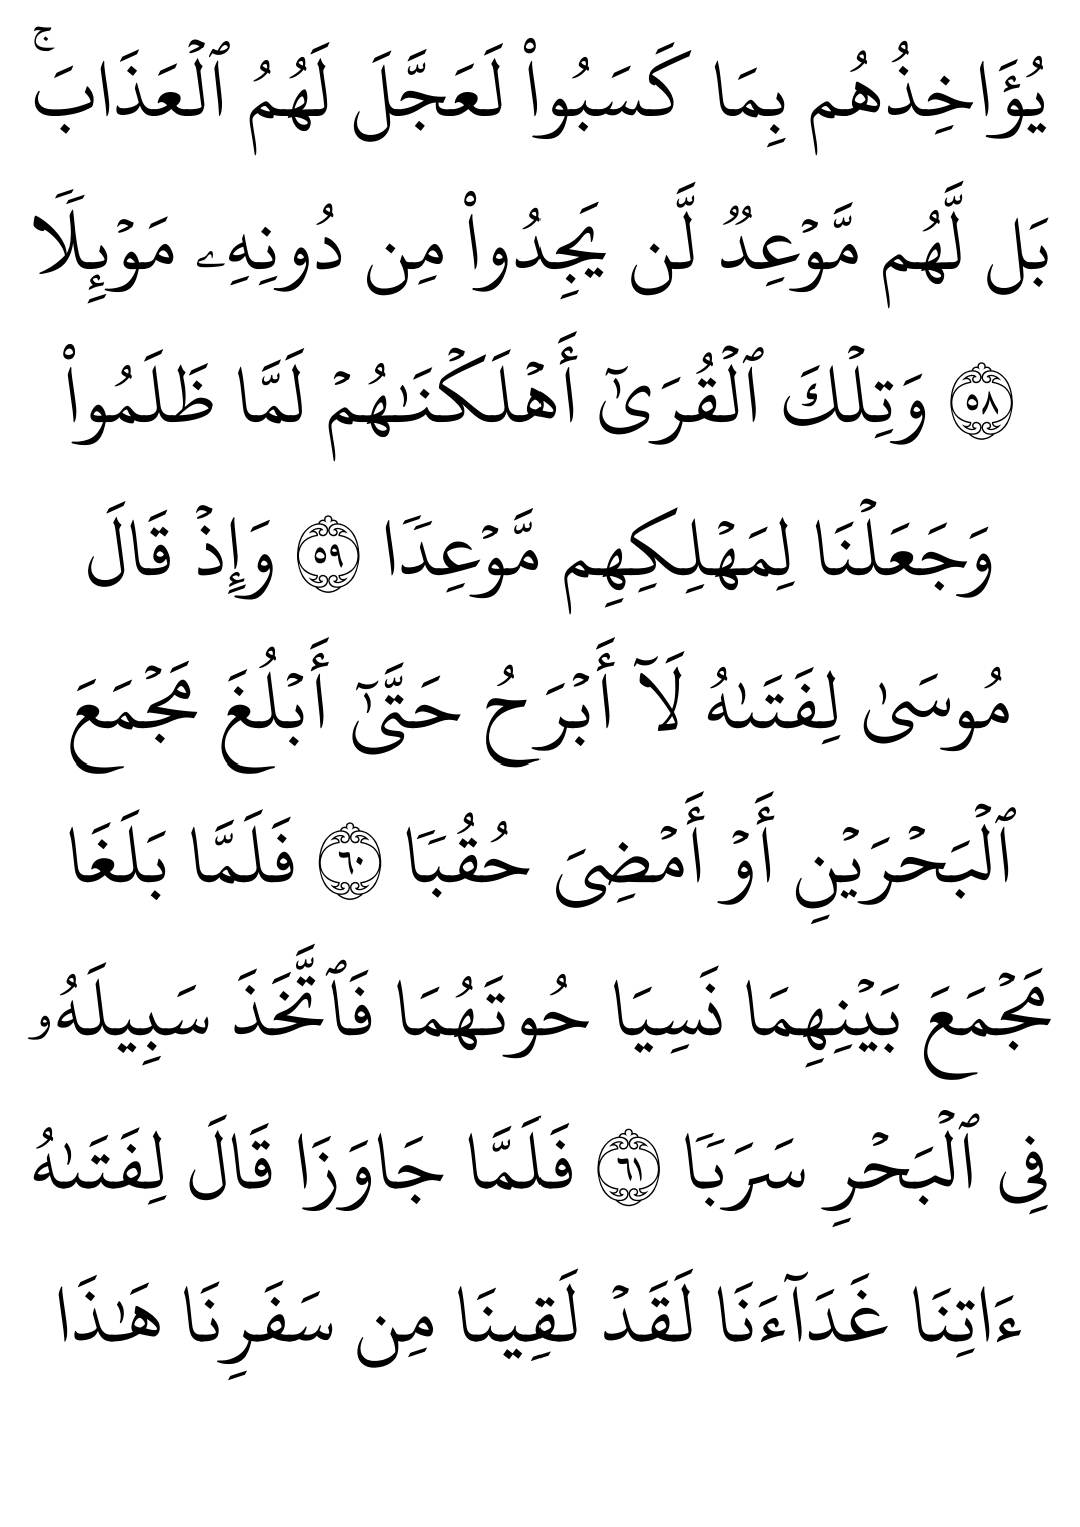 يُؤَاخِذُهُم بِمَا كَسَبُوا۟ لَعَجَّلَ لَهُمُ ٱلۡعَذَابَۚ
بَل لَّهُم مَّوۡعِدٞ لَّن يَجِدُوا۟ مِن دُونِهِۦ مَوۡئِلٗا
٥٨ وَتِلۡكَ ٱلۡقُرَىٰٓ أَهۡلَكۡنَـٰهُمۡ لَمَّا ظَلَمُوا۟
وَجَعَلۡنَا لِمَهۡلِكِهِم مَّوۡعِدٗا ٥٩ وَإِذۡ قَالَ
مُوسَىٰ لِفَتَىٰهُ لَآ أَبۡرَحُ حَتَّىٰٓ أَبۡلُغَ مَجۡمَعَ
ٱلۡبَحۡرَيۡنِ أَوۡ أَمۡضِىَ حُقُبٗا ٦٠ فَلَمَّا بَلَغَا
مَجۡمَعَ بَيۡنِهِمَا نَسِيَا حُوتَهُمَا فَٱتَّخَذَ سَبِيلَهُۥ
فِى ٱلۡبَحۡرِ سَرَبٗا ٦١ فَلَمَّا جَاوَزَا قَالَ لِفَتَىٰهُ
ءَاتِنَا غَدَآءَنَا لَقَدۡ لَقِينَا مِن سَفَرِنَا هَـٰذَا